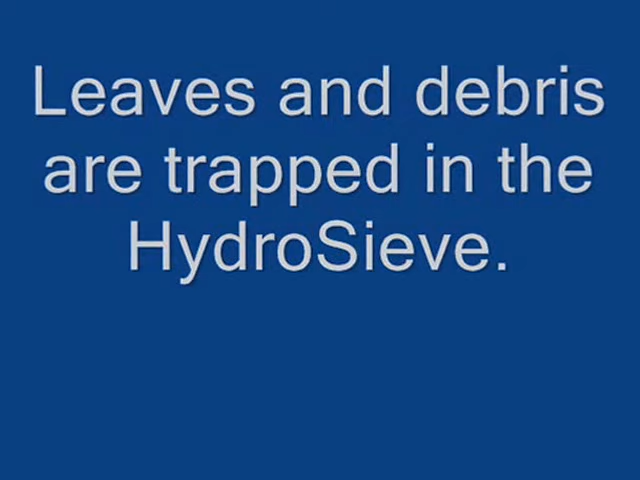 Leaves and debris
are trapped in the
HydroSieve.